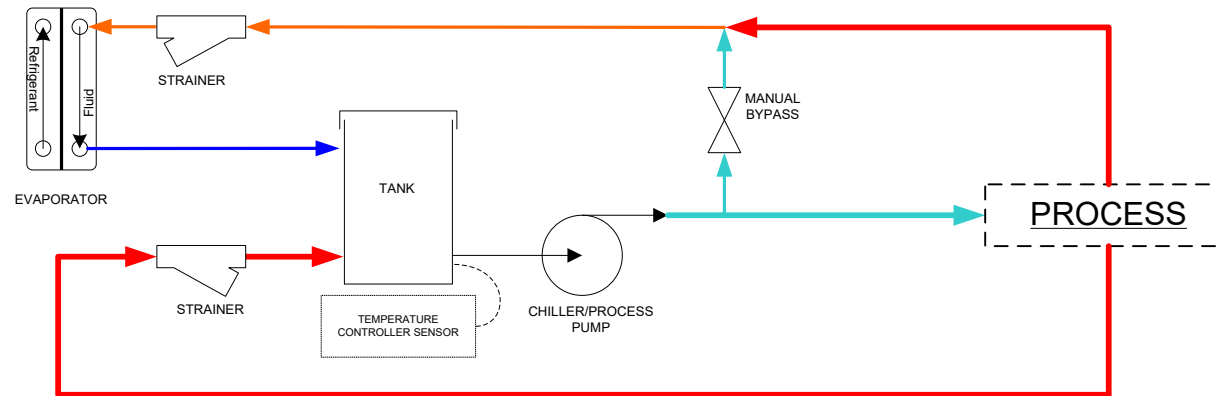 Refrigerant
Fluid
EVAPORATOR
STRAINER
MANUAL
BYPASS
TANK
PROCESS
STRAINER
CHILLER/PROCESS
PUMP
TEMPERATURE
CONTROLLER SENSOR